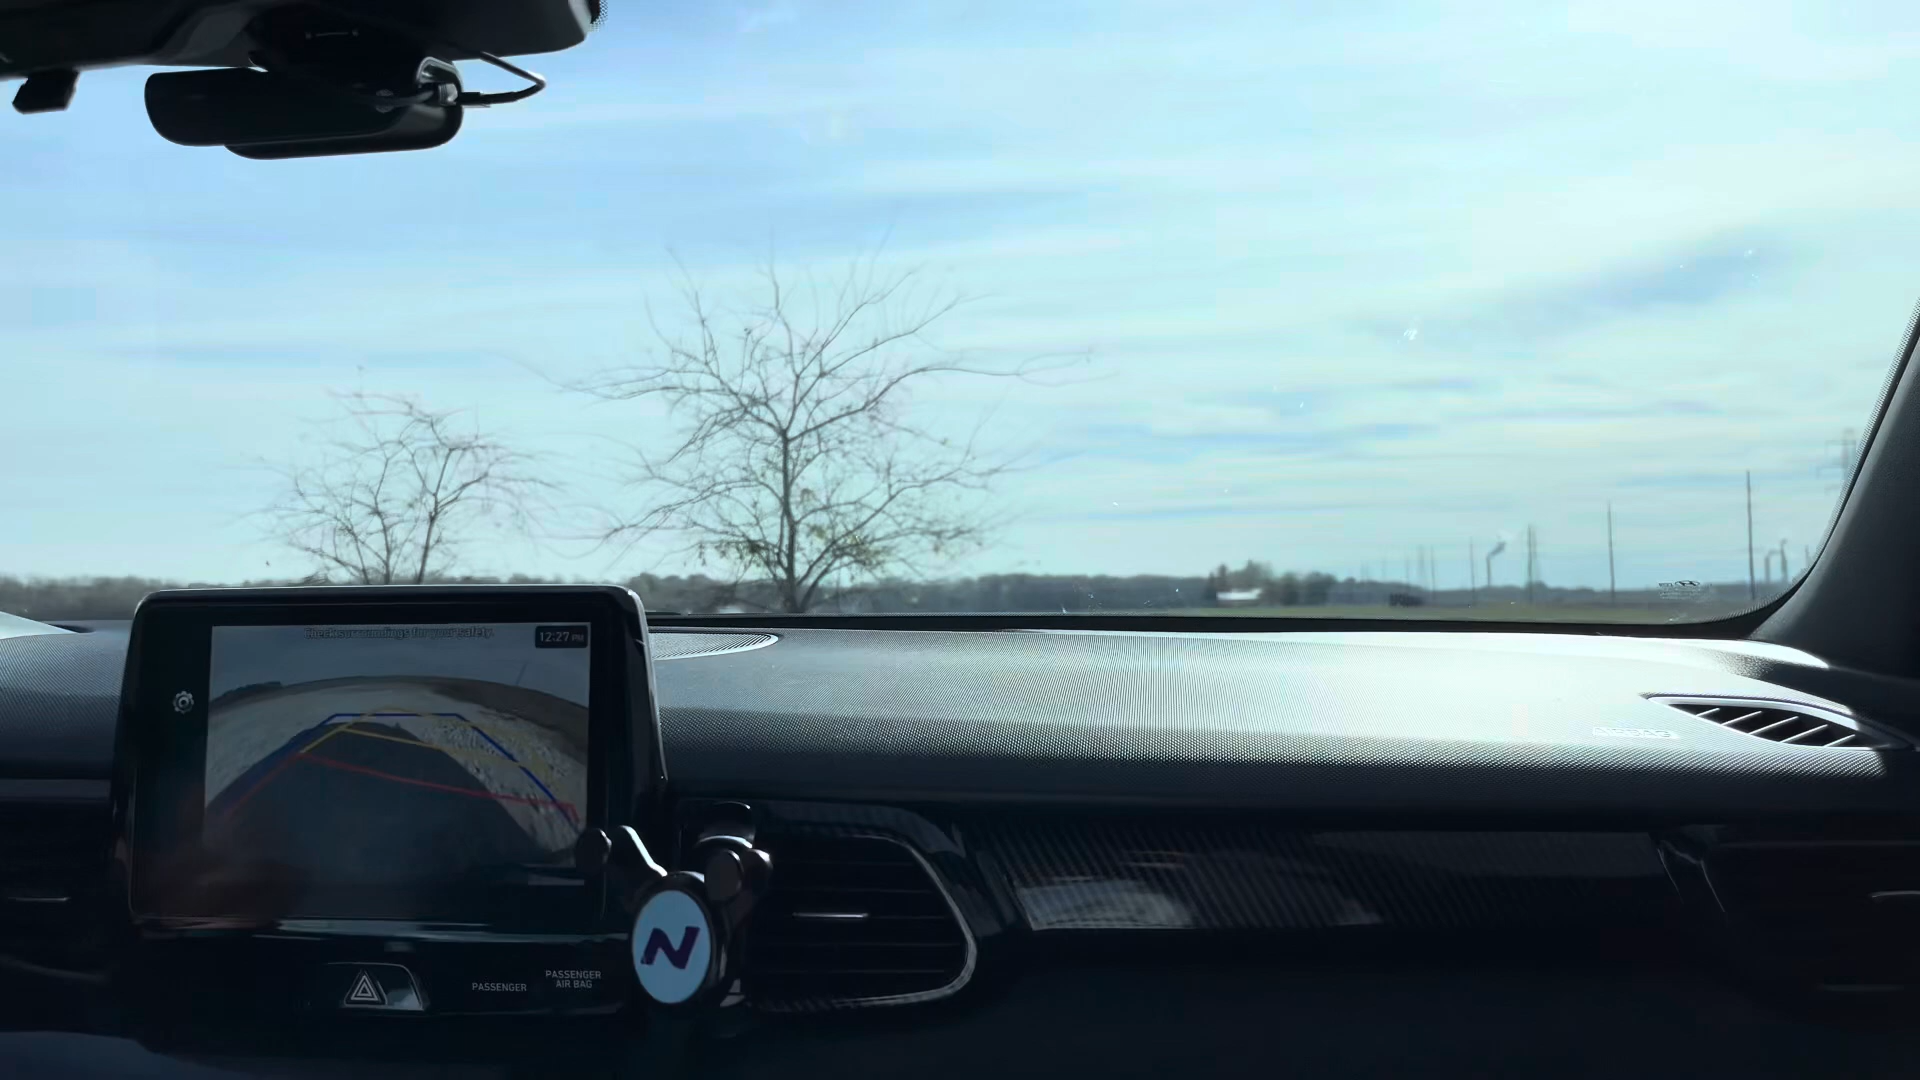 Check surroundings for your safety.
12:27 PM
PASSENGER
PASSENGER
AIR BAG
N